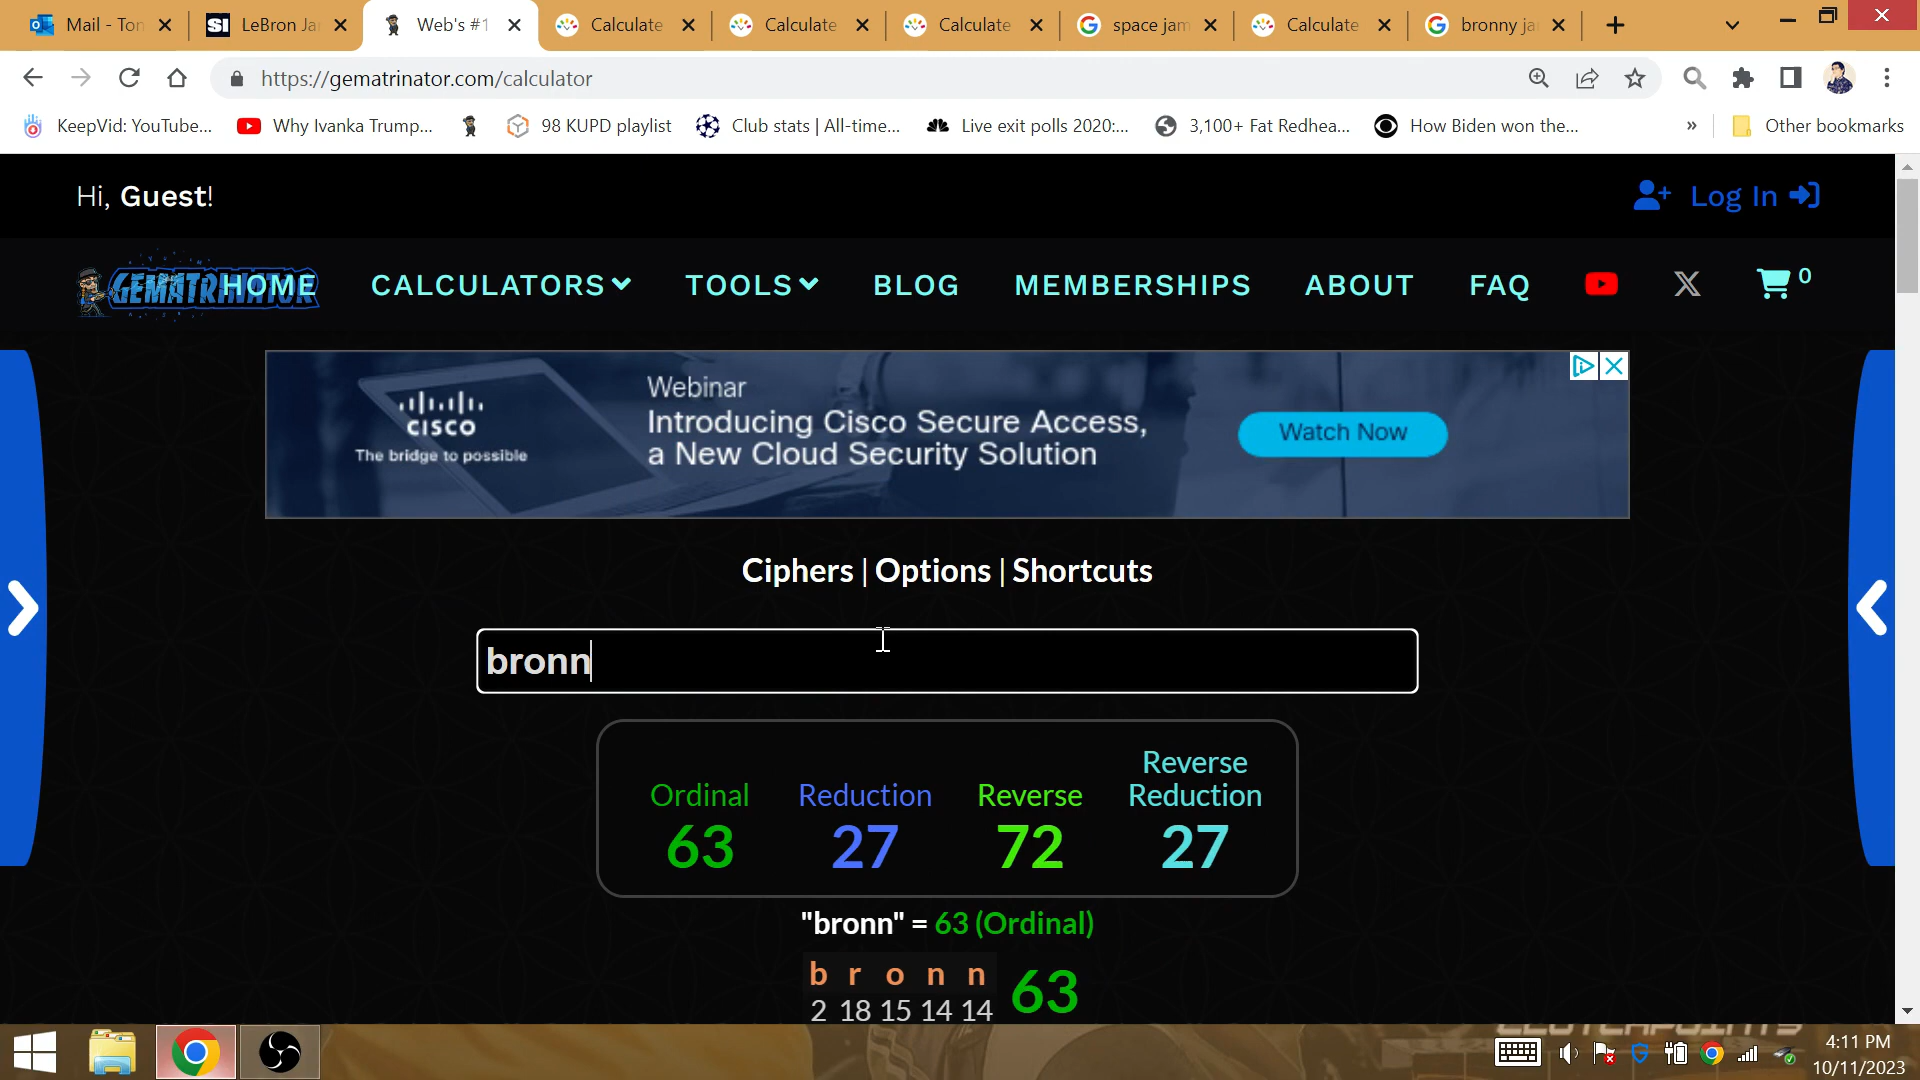 Mail - Ton
LeBron Jar
Web's #1
Calculate
Calculate
Calculate
space jam
Calculate
bronny ja
https://gematrinator.com/calculator
KeepVid: YouTube...
Why Ivanka Trump...
98 KUPD playlist
Club stats | All-time...
Live exit polls 2020:...
3,100+ Fat Redhea...
How Biden won the...
»
Other bookmarks
Hi, Guest!
Log In
GEMATRINATOR
HOME
CALCULATORS
TOOLS
BLOG
MEMBERSHIPS
ABOUT
FAQ
0
CISCO
The bridge to possible
Webinar
Introducing Cisco Secure Access,
a New Cloud Security Solution
Watch Now
Ciphers | Options | Shortcuts
bronn
Ordinal
63
Reduction
27
Reverse
72
Reverse
Reduction
27
"bronn" = 63 (Ordinal)
b r o n n 63
2 18 15 14 14
CLUTCHPOINTS
4:11 PM
10/11/2023